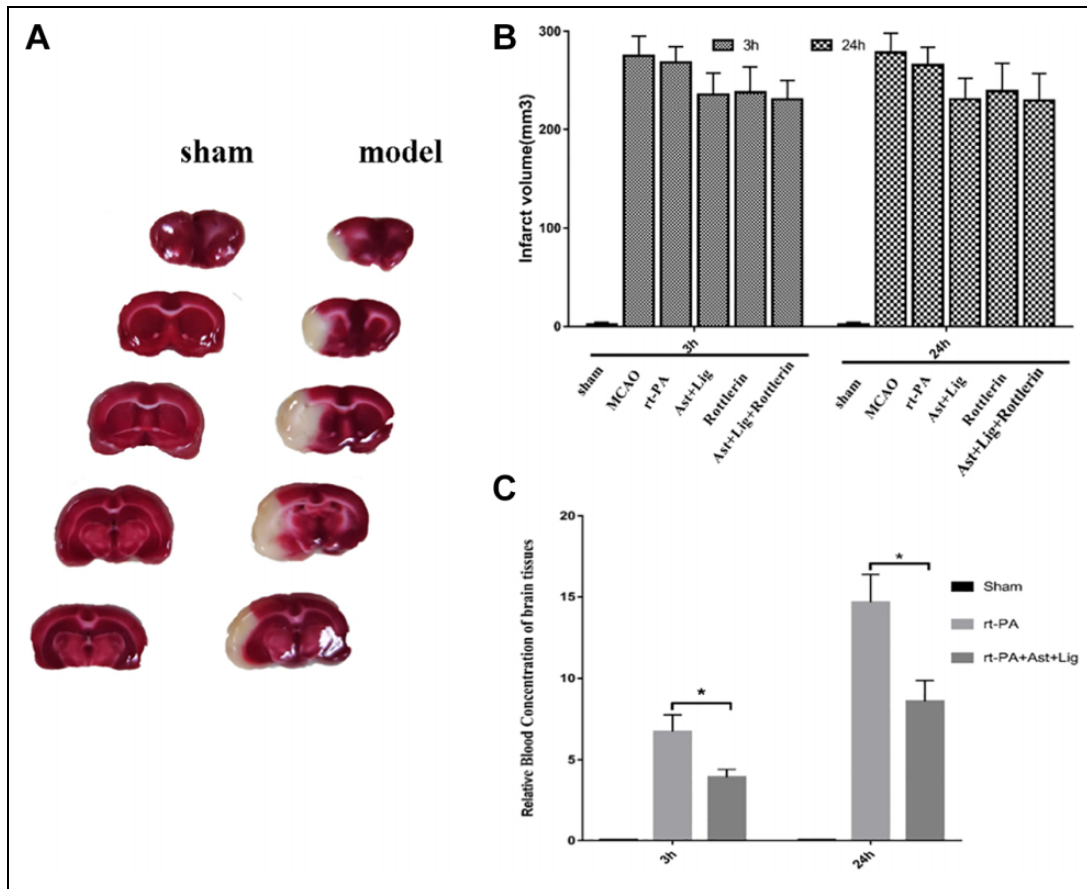 A
sham model
B
Infarct volume(mm3)
300
200
100
0
3h 24h
3h
sham
MCAO
rt-PA
Ast+Lig
Rottlerin
Ast+Lig+Rottlerin
24h
sham
MCAO
rt-PA
Ast+Lig
Rottlerin
Ast+Lig+Rottlerin
C
Relative Blood Concentration of brain tissues
20
15
10
5
0
*
*
3h 24h
Sham
rt-PA
rt-PA+Ast+Lig